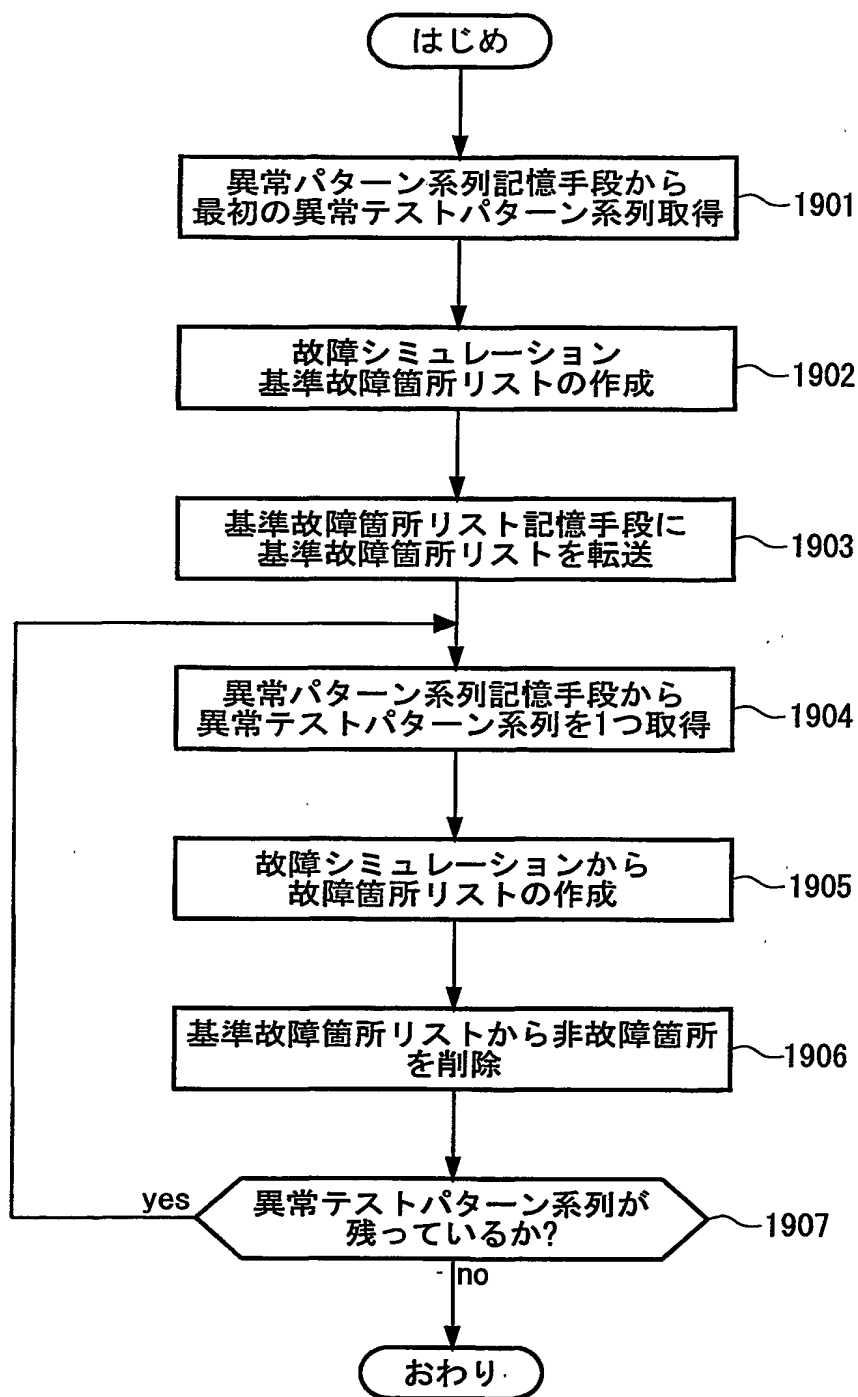 はじめ
異常パターン系列記憶手段から
最初の異常テストパターン系列取得
1901
故障シミュレーション
基準故障箇所リストの作成
1902
基準故障箇所リスト記憶手段に
基準故障箇所リストを転送
1903
異常パターン系列記憶手段から
異常テストパターン系列を1つ取得
1904
故障シミュレーションから
故障箇所リストの作成
1905
基準故障箇所リストから非故障箇所
を削除
1906
yes
異常テストパターン系列が
残っているか?
1907
no
おわり